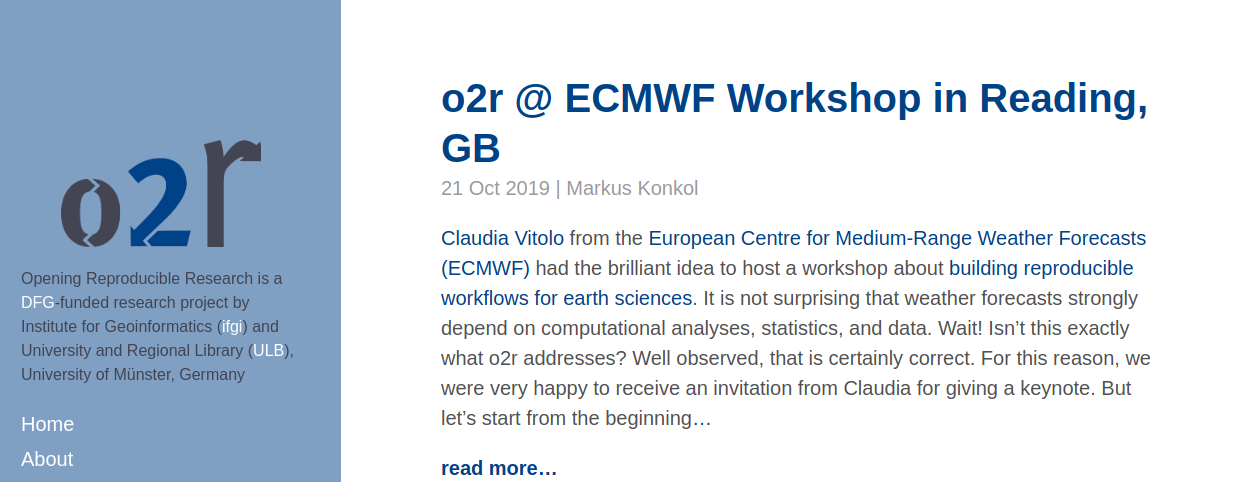 o2r
Opening Reproducible Research is a
DFG-funded research project by
Institute for Geoinformatics (ifgi) and
University and Regional Library (ULB),
University of Münster, Germany
Home
About
o2r @ ECMWF Workshop in Reading,
GB
21 Oct 2019 | Markus Konkol
Claudia Vitolo from the European Centre for Medium-Range Weather Forecasts
(ECMWF) had the brilliant idea to host a workshop about building reproducible
workflows for earth sciences. It is not surprising that weather forecasts strongly
depend on computational analyses, statistics, and data. Wait! Isn’t this exactly
what o2r addresses? Well observed, that is certainly correct. For this reason, we
were very happy to receive an invitation from Claudia for giving a keynote. But
let’s start from the beginning…
read more…